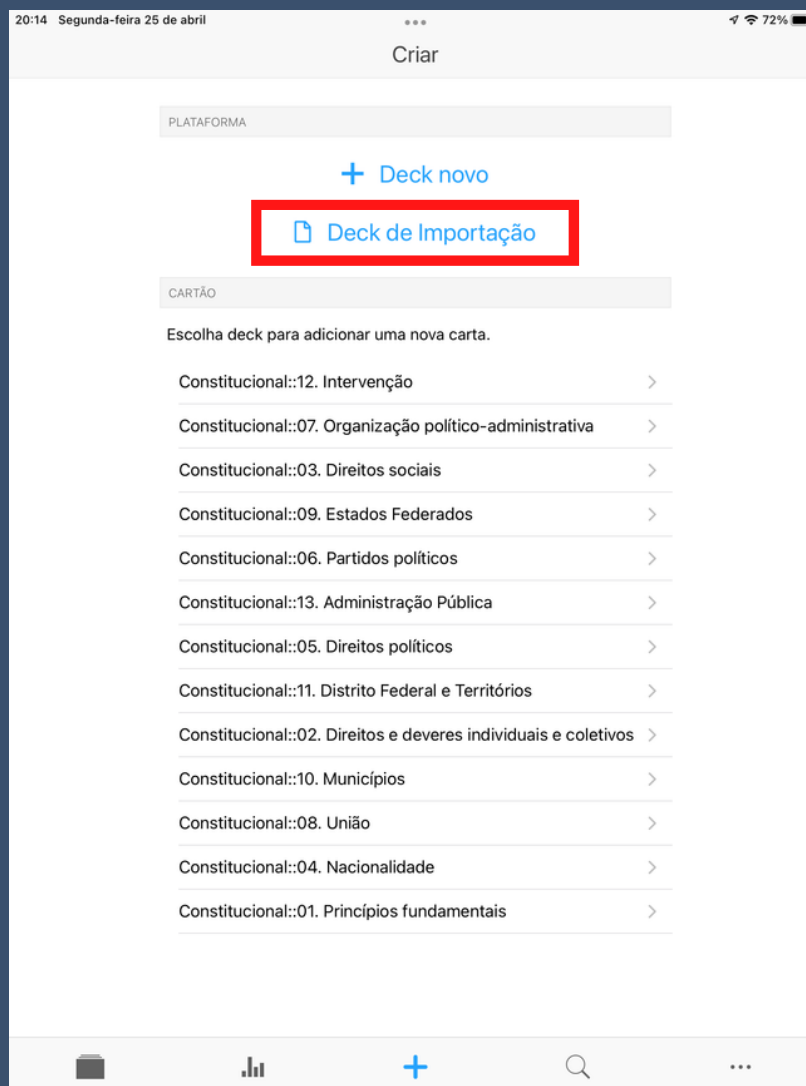 20:14 Segunda-feira 25 de abril 72%
Criar
PLATAFORMA
Deck novo
Deck de Importação
CARTÃO
Escolha deck para adicionar uma nova carta.
Constitucional::12. Intervenção
Constitucional::07. Organização político-administrativa
Constitucional::03. Direitos sociais
Constitucional::09. Estados Federados
Constitucional::06. Partidos políticos
Constitucional::13. Administração Pública
Constitucional::05. Direitos políticos
Constitucional::11. Distrito Federal e Territórios
Constitucional::02. Direitos e deveres individuais e coletivos
Constitucional::10. Municípios
Constitucional::08. União
Constitucional::04. Nacionalidade
Constitucional::01. Princípios fundamentais